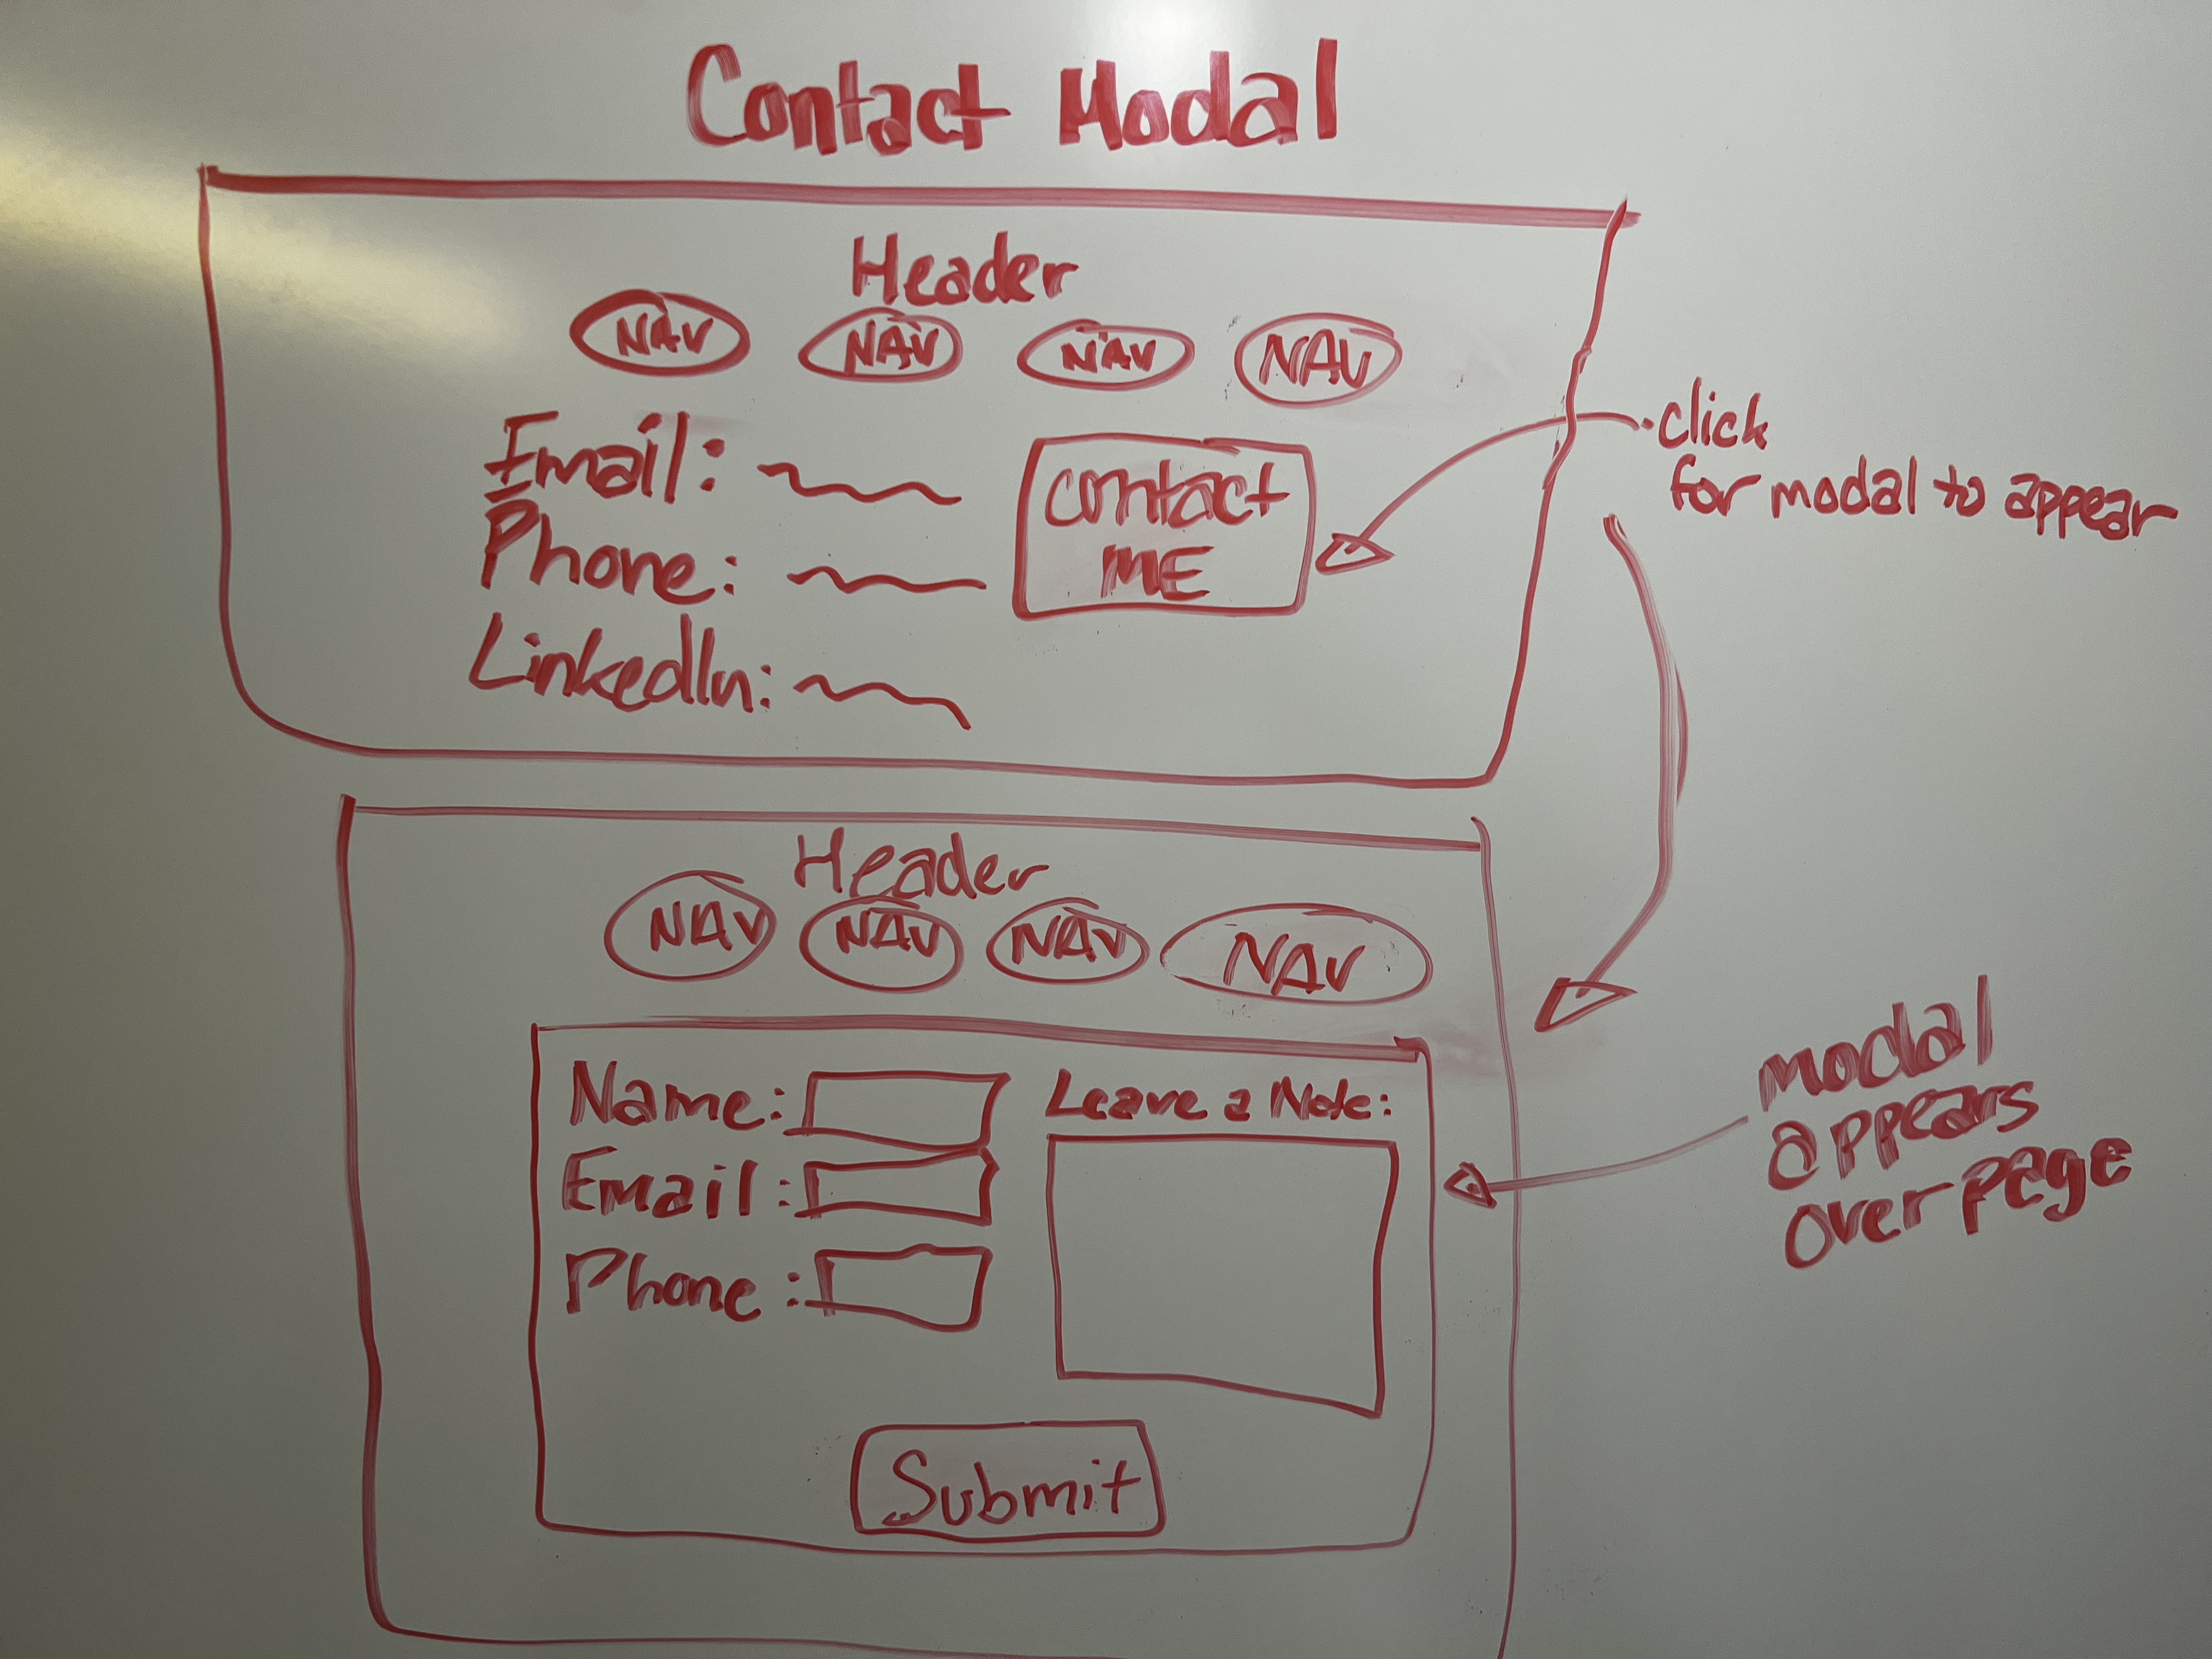 Contact Modal
Header
NAV NAV NAV NAV
Email:
Phone:
LinkedIn:
contact
ME
click
for modal to appear
Header
NAV NAV NAV NAV
Name:
Email:
Phone:
Leave a Note:
Submit
modal
appears
over page